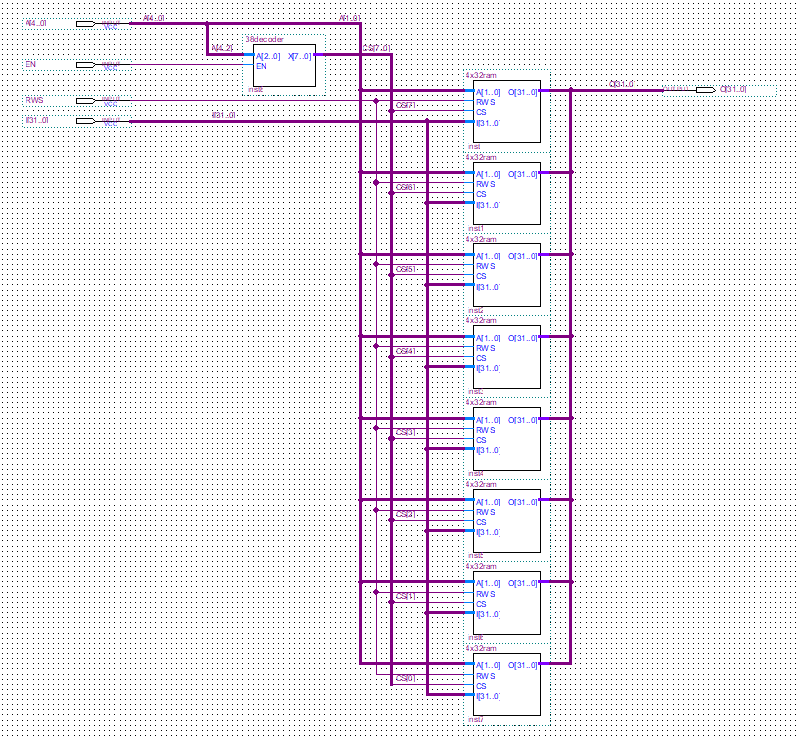 A[4..0] A[4..0] A[1..0]
38decoder
A[4..2] CS[7..0]
A[2..0] X[7..0]
EN EN
inst8
4x32ram
O[31..0] O[31..0]
A[1..0] O[31..0]
RWS RWS
CS[7] CS
I[31..0] I[31..0] I[31..0]
inst
4x32ram
A[1..0] O[31..0]
RWS
CS[6] CS
I[31..0]
inst1
4x32ram
A[1..0] O[31..0]
RWS
CS[5] CS
I[31..0]
inst2
4x32ram
A[1..0] O[31..0]
RWS
CS[4] CS
I[31..0]
inst3
4x32ram
A[1..0] O[31..0]
RWS
CS[3] CS
I[31..0]
inst4
4x32ram
A[1..0] O[31..0]
RWS
CS[2] CS
I[31..0]
inst5
4x32ram
A[1..0] O[31..0]
RWS
CS[1] CS
I[31..0]
inst6
4x32ram
A[1..0] O[31..0]
RWS
CS[0] CS
I[31..0]
inst7